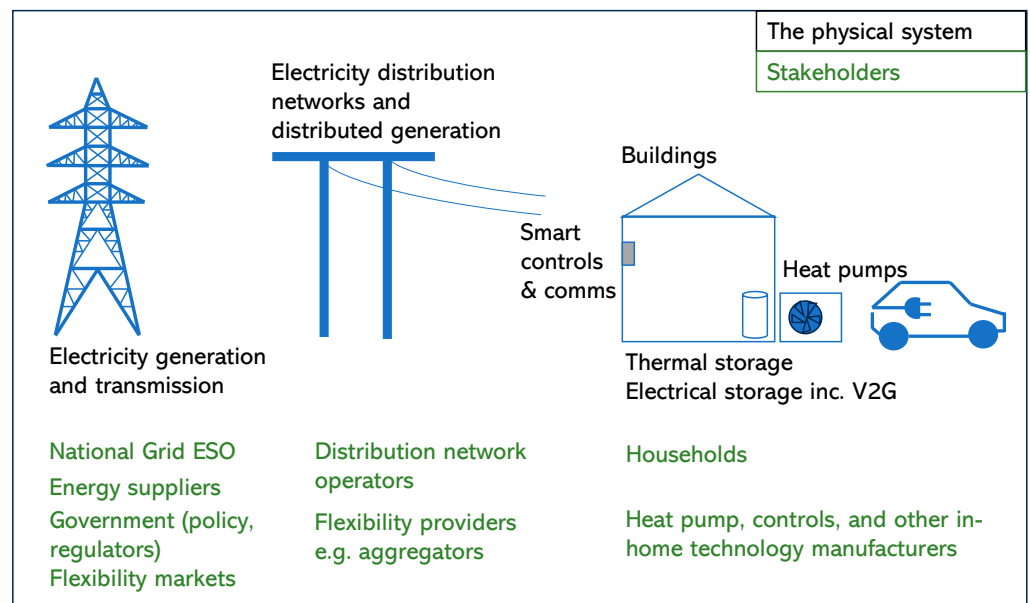 The physical system
Stakeholders
Electricity distribution
networks and
distributed generation
Buildings
Smart
controls
& comms
Heat pumps
Electricity generation
and transmission
Thermal storage
Electrical storage inc. V2G
National Grid ESO
Energy suppliers
Government (policy,
regulators)
Flexibility markets
Distribution network
operators
Flexibility providers
e.g. aggregators
Households
Heat pump, controls, and other in-
home technology manufacturers